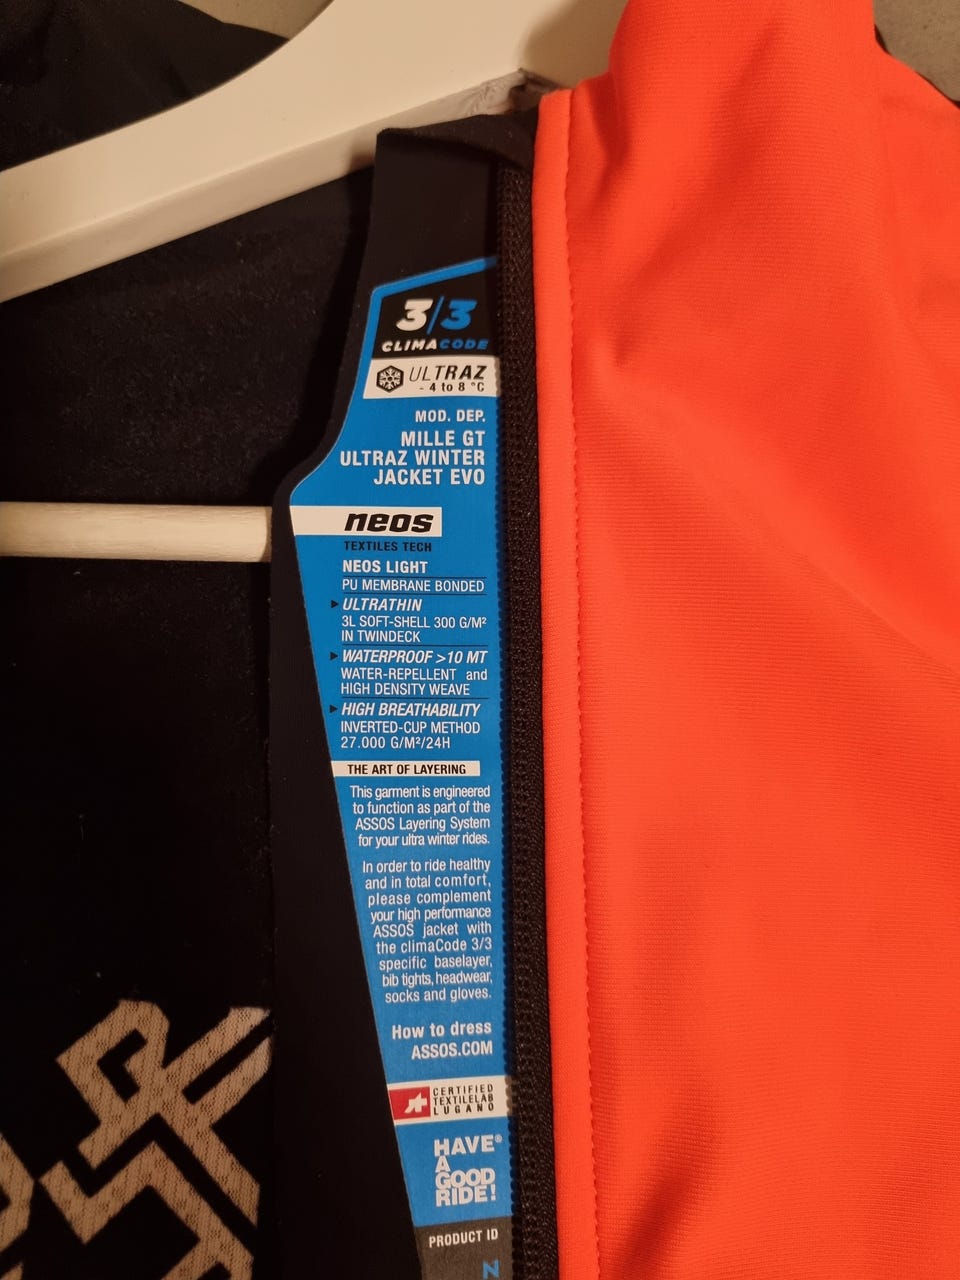 3/3
CLIMACODE
ULTRAZ
- 4 to 8 °C
MOD. DEP.
MILLE GT
ULTRAZ WINTER
JACKET EVO
neos
TEXTILES TECH
NEOS LIGHT
PU MEMBRANE BONDED
ULTRATHIN
3L SOFT-SHELL 300 G/M²
IN TWINDECK
WATERPROOF >10 MT
WATER-REPELLENT and
HIGH DENSITY WEAVE
HIGH BREATHABILITY
INVERTED-CUP METHOD
27.000 G/M²/24H
THE ART OF LAYERING
This garment is engineered
to function as part of the
ASSOS Layering System
for your ultra winter rides.
In order to ride healthy
and in total comfort,
please complement
your high performance
ASSOS jacket with
the climaCode 3/3
specific baselayer,
bib tights, headwear,
socks and gloves.
How to dress
ASSOS.COM
CERTIFIED
TEXTILELAB
LUGANO
HAVE®
A
GOOD
RIDE!
PRODUCT ID
N